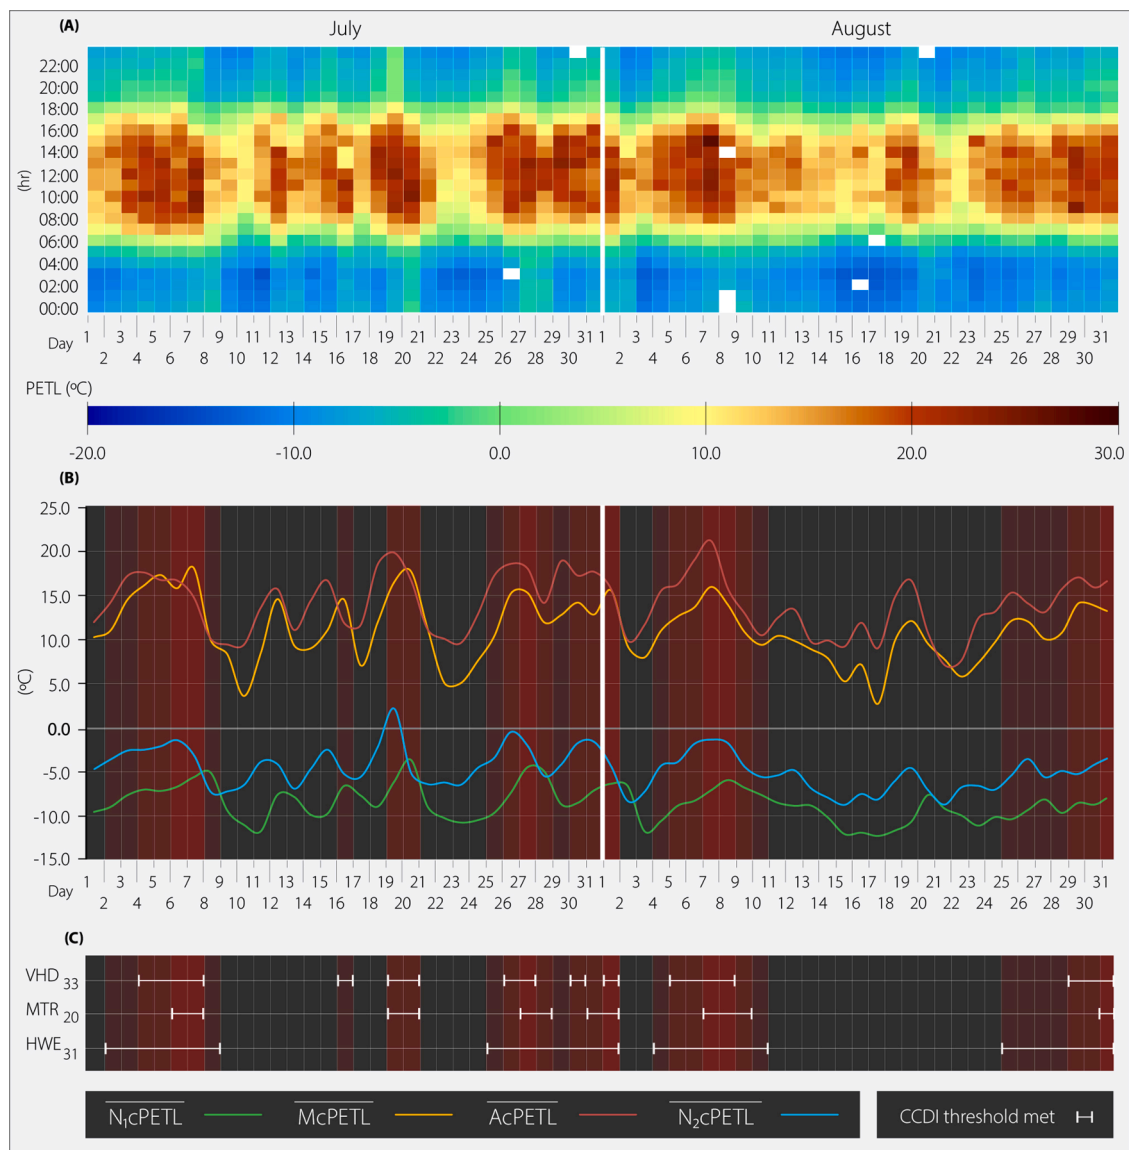 (A)
July August
22:00
20:00
18:00
16:00
14:00
12:00
10:00
08:00
06:00
04:00
02:00
00:00
(hr)
1 3 5 7 9 11 13 15 17 19 21 23 25 27 29 31 1 3 5 7 9 11 13 15 17 19 21 23 25 27 29 31
Day 2 4 6 8 10 12 14 16 18 20 22 24 26 28 30 2 4 6 8 10 12 14 16 18 20 22 24 26 28 30
PETL (ºC)
-20.0 -10.0 0.0 10.0 20.0 30.0
(B)
25.0
20.0
15.0
10.0
5.0
0.0
-5.0
-10.0
-15.0
(ºC)
1 3 5 7 9 11 13 15 17 19 21 23 25 27 29 1 3 5 7 9 11 13 15 17 19 21 23 25 27 29 31
Day 2 4 6 8 10 12 14 16 18 20 22 24 26 28 30 2 4 6 8 10 12 14 16 18 20 22 24 26 28 30
(C)
VHD 33
MTR 20
HWE 31
N₁cPETL McPETL AcPETL N₂cPETL CCDI threshold met